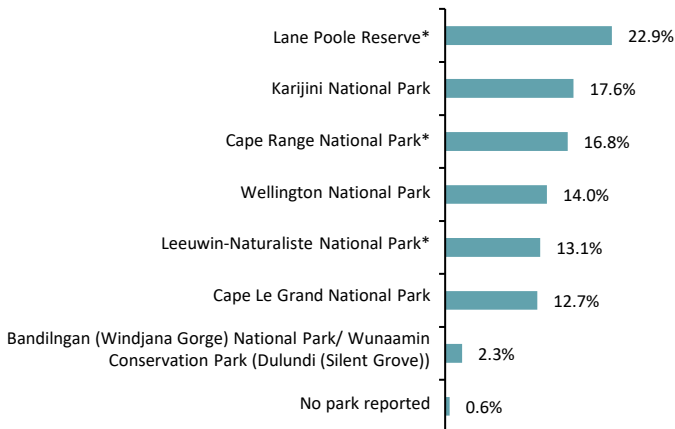 Lane Poole Reserve* 22.9%
Karijini National Park 17.6%
Cape Range National Park* 16.8%
Wellington National Park 14.0%
Leeuwin-Naturaliste National Park* 13.1%
Cape Le Grand National Park 12.7%
Bandilngan (Windjana Gorge) National Park/ Wunaamin
Conservation Park (Dulundi (Silent Grove)) 2.3%
No park reported 0.6%